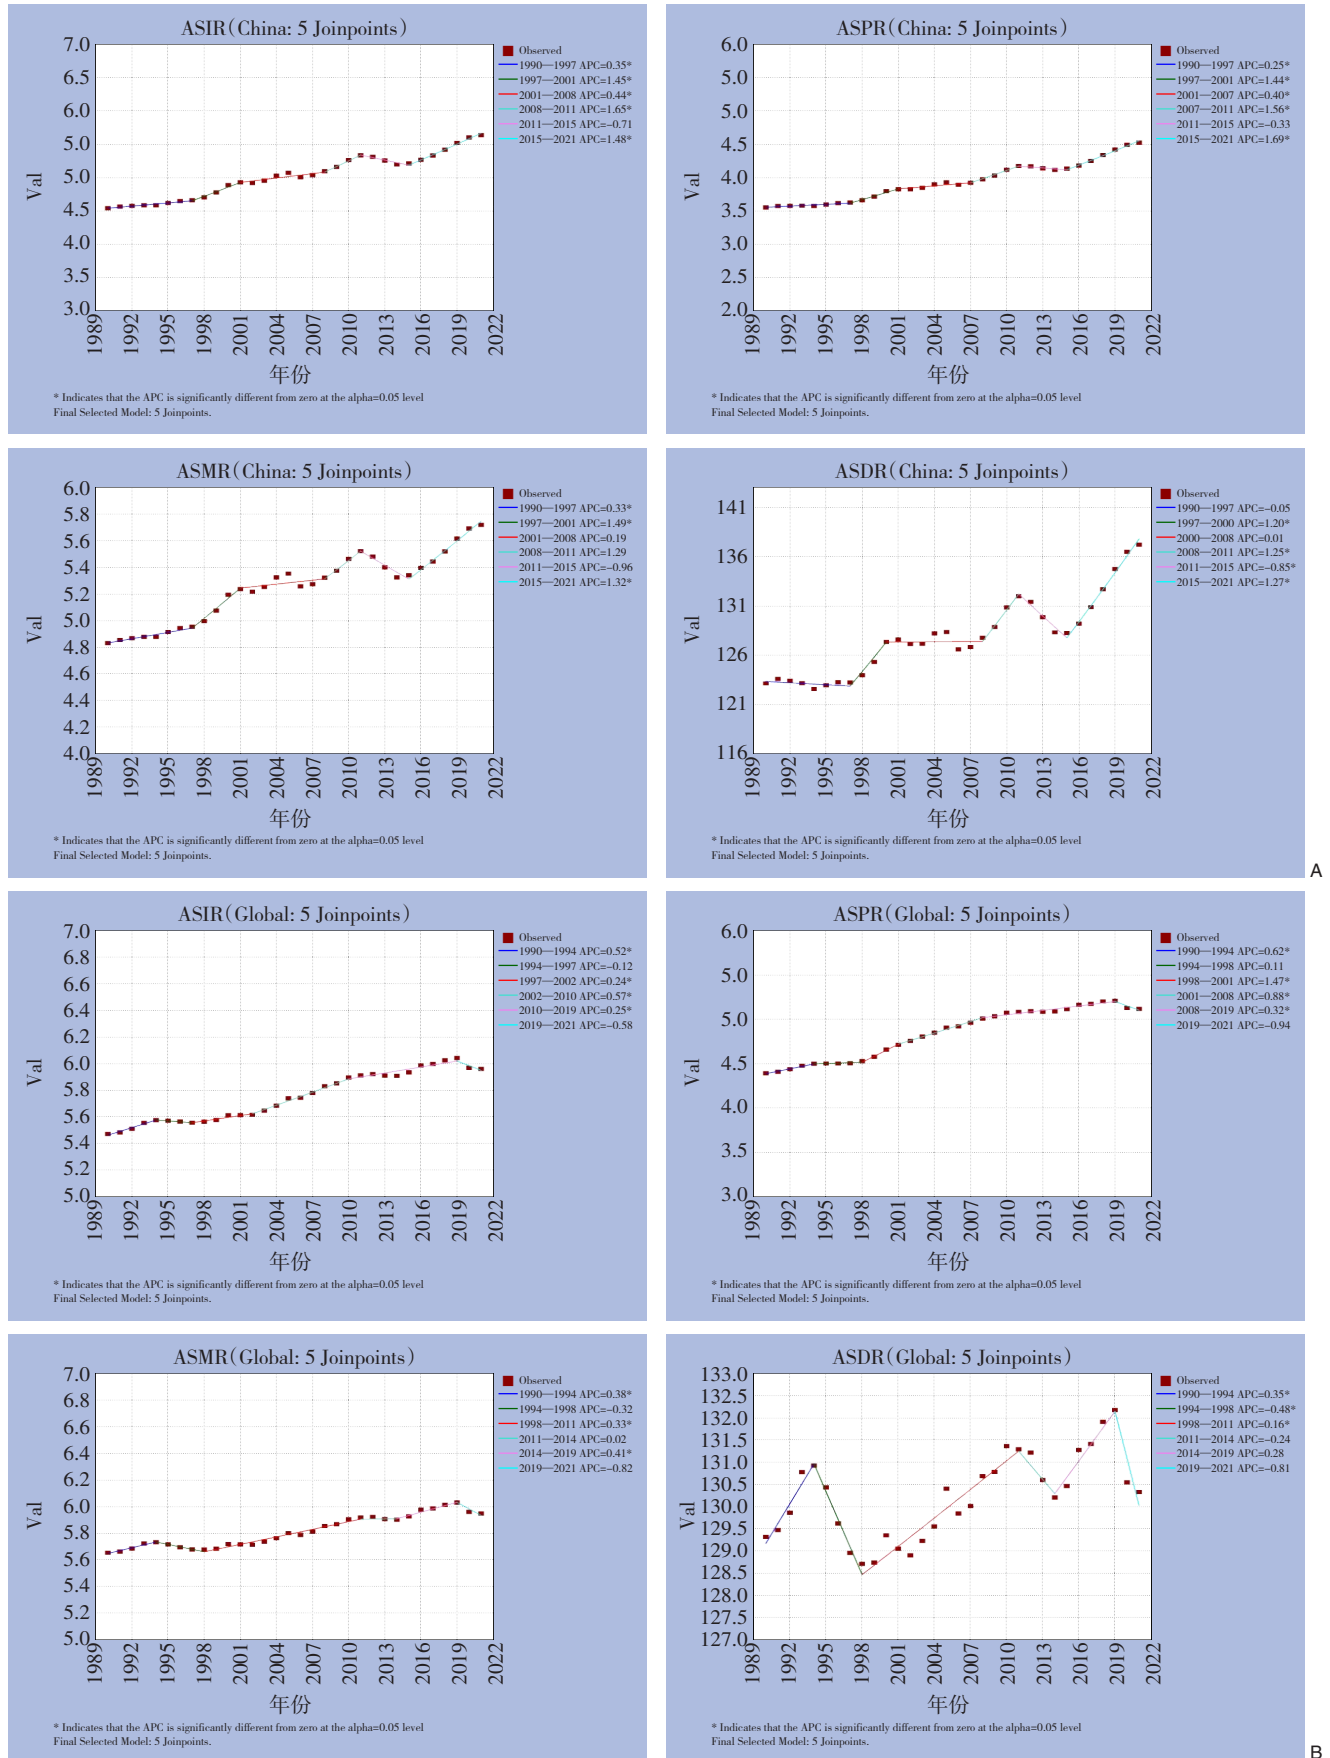 ASIR(China: 5 Joinpoints)
7.0
6.5
6.0
5.5
5.0
4.5
4.0
3.5
3.0
Val
1989
1992
1995
1998
2001
2004
2007
2010
2013
2016
2019
2022
年份
Observed
1990—1997 APC=0.35*
1997—2001 APC=1.45*
2001—2008 APC=0.44*
2008—2011 APC=1.65*
2011—2015 APC=-0.71
2015—2021 APC=1.48*
* Indicates that the APC is significantly different from zero at the alpha=0.05 level
Final Selected Model: 5 Joinpoints.
ASPR(China: 5 Joinpoints)
6.0
5.5
5.0
4.5
4.0
3.5
3.0
2.5
2.0
Val
1989
1992
1995
1998
2001
2004
2007
2010
2013
2016
2019
2022
年份
Observed
1990—1997 APC=0.25*
1997—2001 APC=1.44*
2001—2007 APC=0.40*
2007—2011 APC=1.56*
2011—2015 APC=-0.33
2015—2021 APC=1.69*
* Indicates that the APC is significantly different from zero at the alpha=0.05 level
Final Selected Model: 5 Joinpoints.
ASMR(China: 5 Joinpoints)
6.0
5.8
5.6
5.4
5.2
5.0
4.8
4.6
4.4
4.2
4.0
Val
1989
1992
1995
1998
2001
2004
2007
2010
2013
2016
2019
2022
年份
Observed
1990—1997 APC=0.33*
1997—2001 APC=1.49*
2001—2008 APC=0.19
2008—2011 APC=1.29
2011—2015 APC=-0.96
2015—2021 APC=1.32*
* Indicates that the APC is significantly different from zero at the alpha=0.05 level
Final Selected Model: 5 Joinpoints.
ASDR(China: 5 Joinpoints)
141
136
131
126
121
116
Val
1989
1992
1995
1998
2001
2004
2007
2010
2013
2016
2019
2022
年份
Observed
1990—1997 APC=-0.05
1997—2000 APC=1.20*
2000—2008 APC=0.01
2008—2011 APC=1.25*
2011—2015 APC=-0.85*
2015—2021 APC=1.27*
* Indicates that the APC is significantly different from zero at the alpha=0.05 level
Final Selected Model: 5 Joinpoints.
A
ASIR(Global: 5 Joinpoints)
7.0
6.8
6.6
6.4
6.2
6.0
5.8
5.6
5.4
5.2
5.0
Val
1989
1992
1995
1998
2001
2004
2007
2010
2013
2016
2019
2022
年份
Observed
1990—1994 APC=0.52*
1994—1997 APC=-0.12
1997—2002 APC=0.24*
2002—2010 APC=0.57*
2010—2019 APC=0.25*
2019—2021 APC=-0.58
* Indicates that the APC is significantly different from zero at the alpha=0.05 level
Final Selected Model: 5 Joinpoints.
ASPR(Global: 5 Joinpoints)
6.0
5.5
5.0
4.5
4.0
3.5
3.0
Val
1989
1992
1995
1998
2001
2004
2007
2010
2013
2016
2019
2022
年份
Observed
1990—1994 APC=0.62*
1994—1998 APC=0.11
1998—2001 APC=1.47*
2001—2008 APC=0.88*
2008—2019 APC=0.32*
2019—2021 APC=-0.94
* Indicates that the APC is significantly different from zero at the alpha=0.05 level
Final Selected Model: 5 Joinpoints.
ASMR(Global: 5 Joinpoints)
7.0
6.8
6.6
6.4
6.2
6.0
5.8
5.6
5.4
5.2
5.0
Val
1989
1992
1995
1998
2001
2004
2007
2010
2013
2016
2019
2022
年份
Observed
1990—1994 APC=0.38*
1994—1998 APC=-0.32
1998—2011 APC=0.33*
2011—2014 APC=0.02
2014—2019 APC=0.41*
2019—2021 APC=-0.82
* Indicates that the APC is significantly different from zero at the alpha=0.05 level
Final Selected Model: 5 Joinpoints.
ASDR(Global: 5 Joinpoints)
133.0
132.5
132.0
131.5
131.0
130.5
130.0
129.5
129.0
128.5
128.0
127.5
127.0
Val
1989
1992
1995
1998
2001
2004
2007
2010
2013
2016
2019
2022
年份
Observed
1990—1994 APC=0.35*
1994—1998 APC=-0.48*
1998—2011 APC=0.16*
2011—2014 APC=-0.24
2014—2019 APC=0.28
2019—2021 APC=-0.81
* Indicates that the APC is significantly different from zero at the alpha=0.05 level
Final Selected Model: 5 Joinpoints.
B